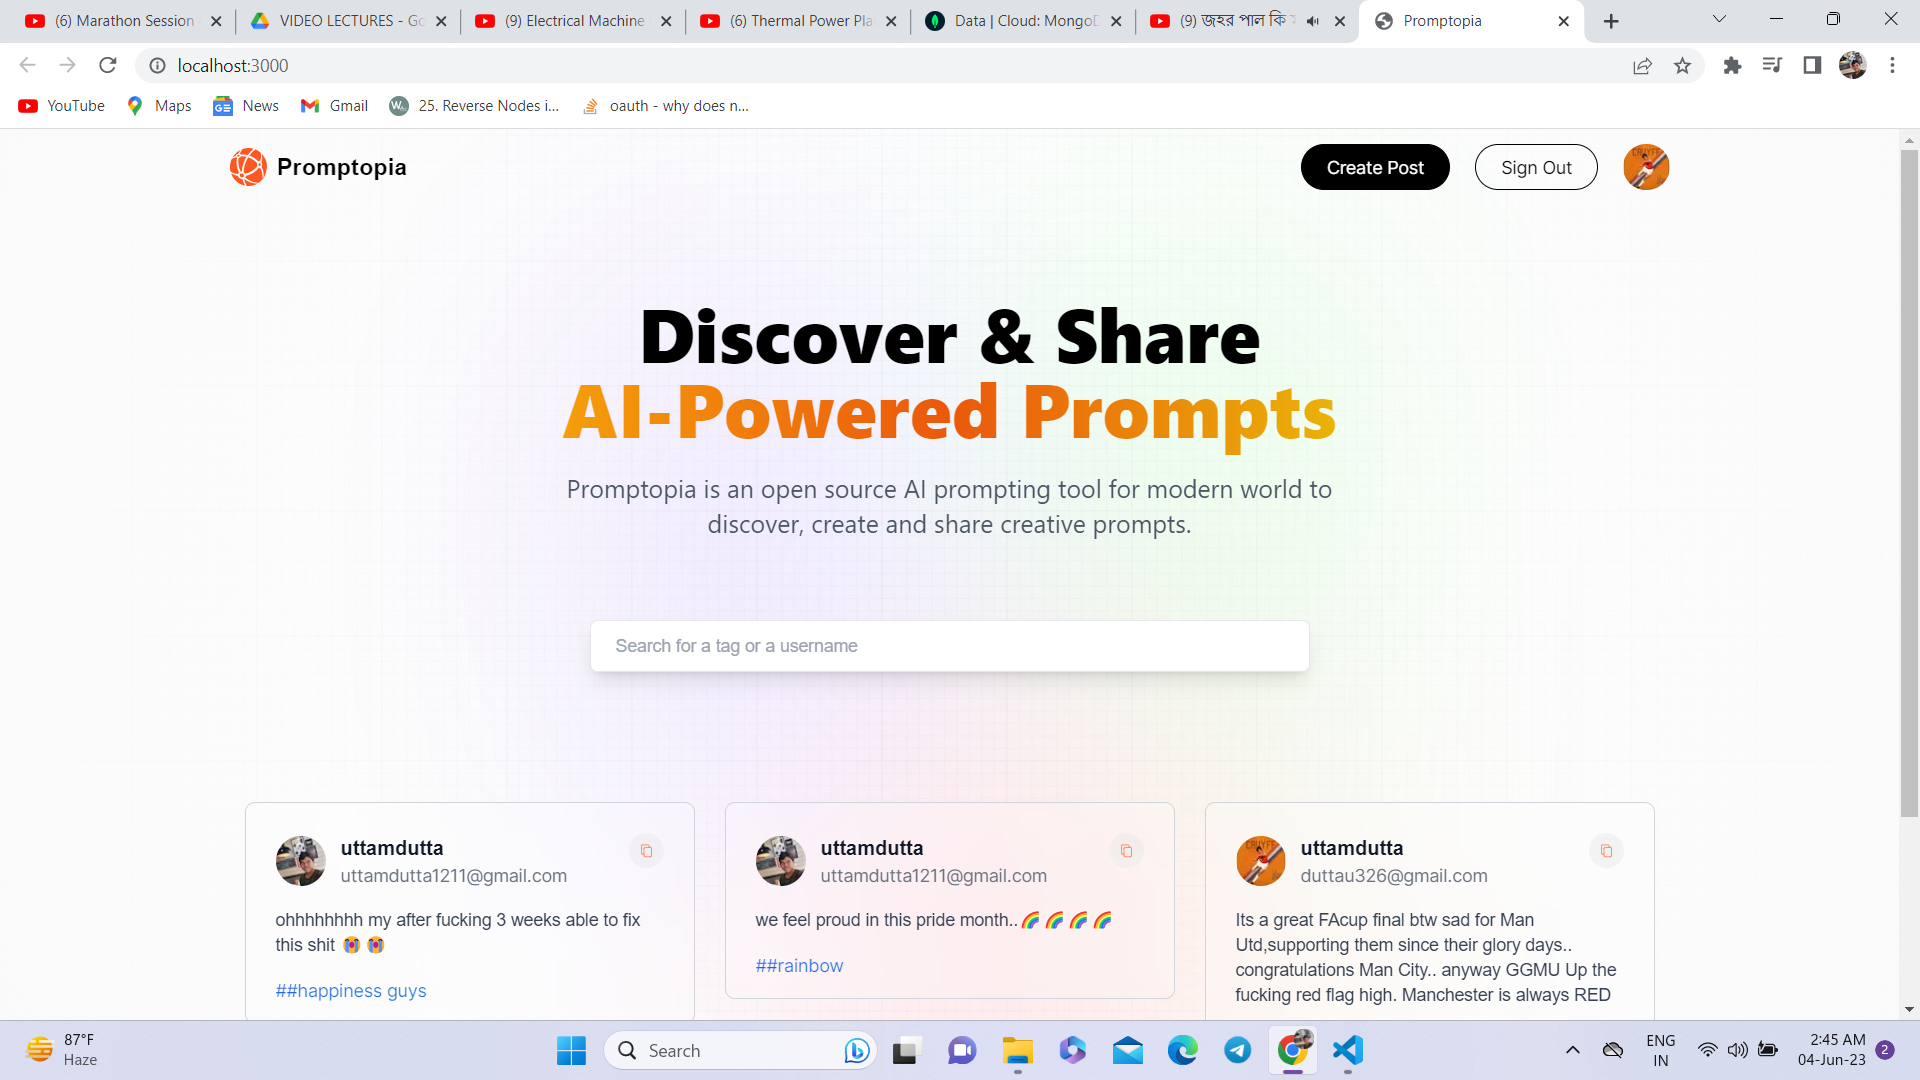 (6) Marathon Session
VIDEO LECTURES - Go
(9) Electrical Machine
(6) Thermal Power Pla
Data | Cloud: MongoD
(9) জহর পাল কি
Promptopia
localhost:3000
YouTube
Maps
News
Gmail
25. Reverse Nodes i...
oauth - why does n...
Promptopia
Create Post
Sign Out
Discover & Share
AI-Powered Prompts
Promptopia is an open source AI prompting tool for modern world to
discover, create and share creative prompts.
Search for a tag or a username
uttamdutta
uttamdutta1211@gmail.com
ohhhhhhhh my after fucking 3 weeks able to fix
this shit 😭 😭
##happiness guys
uttamdutta
uttamdutta1211@gmail.com
we feel proud in this pride month..🌈 🌈 🌈 🌈
##rainbow
uttamdutta
duttau326@gmail.com
Its a great FAcup final btw sad for Man
Utd,supporting them since their glory days..
congratulations Man City.. anyway GGMU Up the
fucking red flag high. Manchester is always RED
87°F
Haze
Search
ENG
IN
2:45 AM
04-Jun-23
2